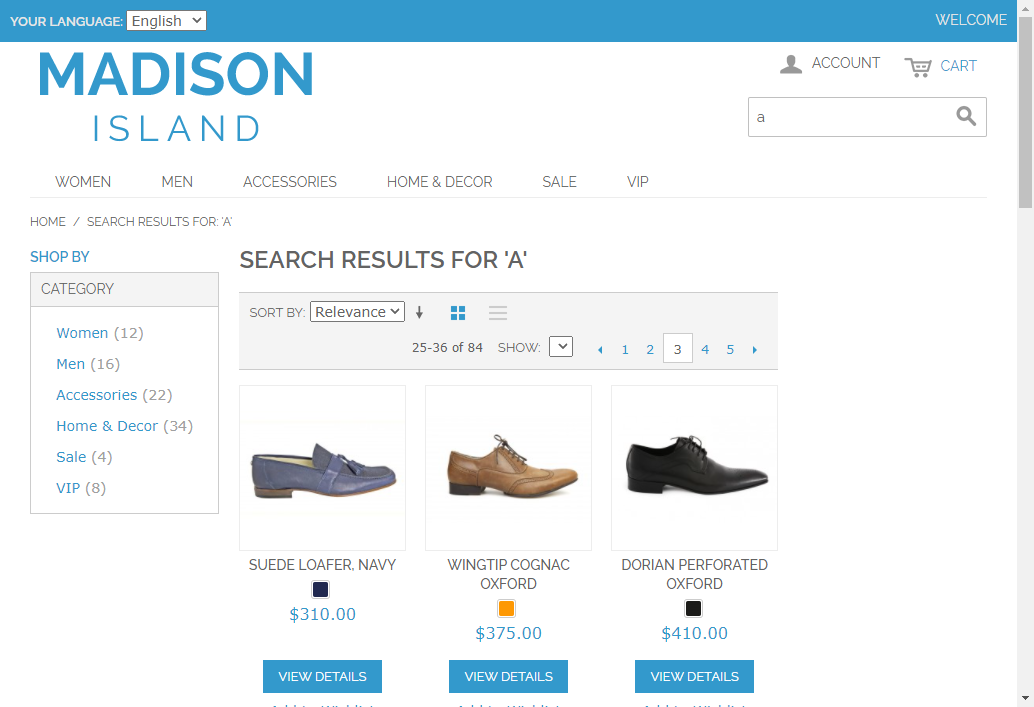 YOUR LANGUAGE: English
WELCOME
MADISON
ISLAND
ACCOUNT
CART
a
WOMEN MEN ACCESSORIES HOME & DECOR SALE VIP
HOME / SEARCH RESULTS FOR: 'A'
SHOP BY
CATEGORY
Women (12)
Men (16)
Accessories (22)
Home & Decor (34)
Sale (4)
VIP (8)
SEARCH RESULTS FOR 'A'
SORT BY: Relevance
25-36 of 84 SHOW: 1 2 3 4 5
SUEDE LOAFER, NAVY
$310.00
VIEW DETAILS
WINGTIP COGNAC
OXFORD
$375.00
VIEW DETAILS
DORIAN PERFORATED
OXFORD
$410.00
VIEW DETAILS